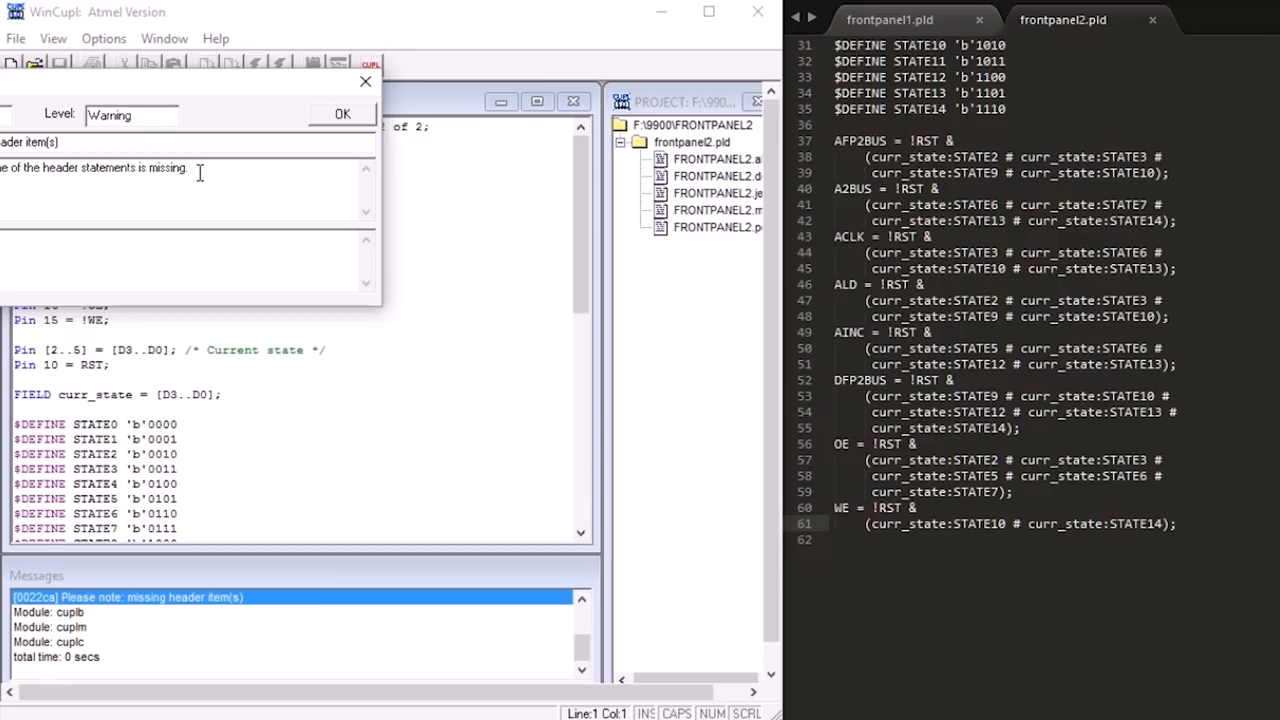 WinCupl: Atmel Version
File View Options Window Help
Level: Warning
OK
ader item(s)
e of the header statements is missing.
of 2;
Pin 15 = !WE;
Pin [2..5] = [D3..D0]; /* Current state */
Pin 10 = RST;
FIELD curr_state = [D3..D0];
$DEFINE STATE0 'b'0000
$DEFINE STATE1 'b'0001
$DEFINE STATE2 'b'0010
$DEFINE STATE3 'b'0011
$DEFINE STATE4 'b'0100
$DEFINE STATE5 'b'0101
$DEFINE STATE6 'b'0110
$DEFINE STATE7 'b'0111
Messages
[0022ca] Please note: missing header item(s)
Module: cuplb
Module: cuplm
Module: cuplc
total time: 0 secs
Line:1 Col:1 INS CAPS NUM SCRL
PROJECT: F:\990...
F:\9900\FRONTPANEL2
frontpanel2.pld
FRONTPANEL2.a
FRONTPANEL2.d
FRONTPANEL2.je
FRONTPANEL2.m
FRONTPANEL2.p
frontpanel1.pld × frontpanel2.pld ×
31 $DEFINE STATE10 'b'1010
32 $DEFINE STATE11 'b'1011
33 $DEFINE STATE12 'b'1100
34 $DEFINE STATE13 'b'1101
35 $DEFINE STATE14 'b'1110
36
37 AFP2BUS = !RST &
38 (curr_state:STATE2 # curr_state:STATE3 #
39 curr_state:STATE9 # curr_state:STATE10);
40 A2BUS = !RST &
41 (curr_state:STATE6 # curr_state:STATE7 #
42 curr_state:STATE13 # curr_state:STATE14);
43 ACLK = !RST &
44 (curr_state:STATE3 # curr_state:STATE6 #
45 curr_state:STATE10 # curr_state:STATE13);
46 ALD = !RST &
47 (curr_state:STATE2 # curr_state:STATE3 #
48 curr_state:STATE9 # curr_state:STATE10);
49 AINC = !RST &
50 (curr_state:STATE5 # curr_state:STATE6 #
51 curr_state:STATE12 # curr_state:STATE13);
52 DFP2BUS = !RST &
53 (curr_state:STATE9 # curr_state:STATE10 #
54 curr_state:STATE12 # curr_state:STATE13 #
55 curr_state:STATE14);
56 OE = !RST &
57 (curr_state:STATE2 # curr_state:STATE3 #
58 curr_state:STATE5 # curr_state:STATE6 #
59 curr_state:STATE7);
60 WE = !RST &
61 (curr_state:STATE10 # curr_state:STATE14);
62